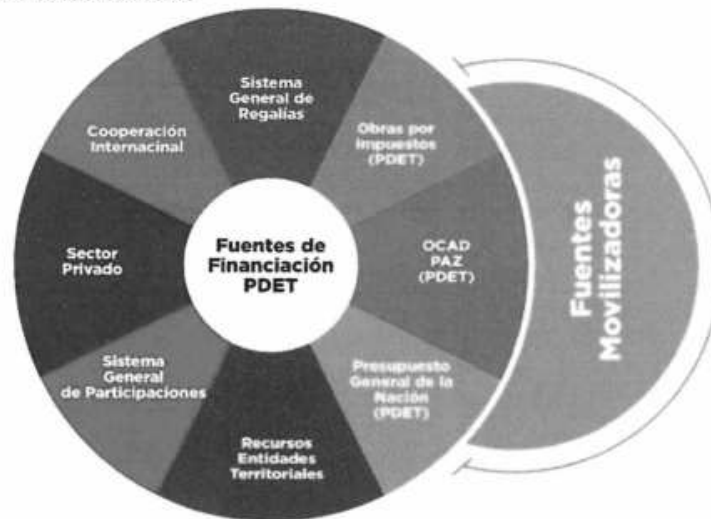 Sistema
General de
Regalías
Obras por
Impuestos
(PDET)
OCAD
PAZ
(PDET)
Presupuesto
General de la
Nación
(PDET)
Recursos
Entidades
Territoriales
Sistema
General
de Participaciones
Sector
Privado
Cooperación
Internacinal
Fuentes de
Financiación
PDET
Fuentes
Movilizadoras